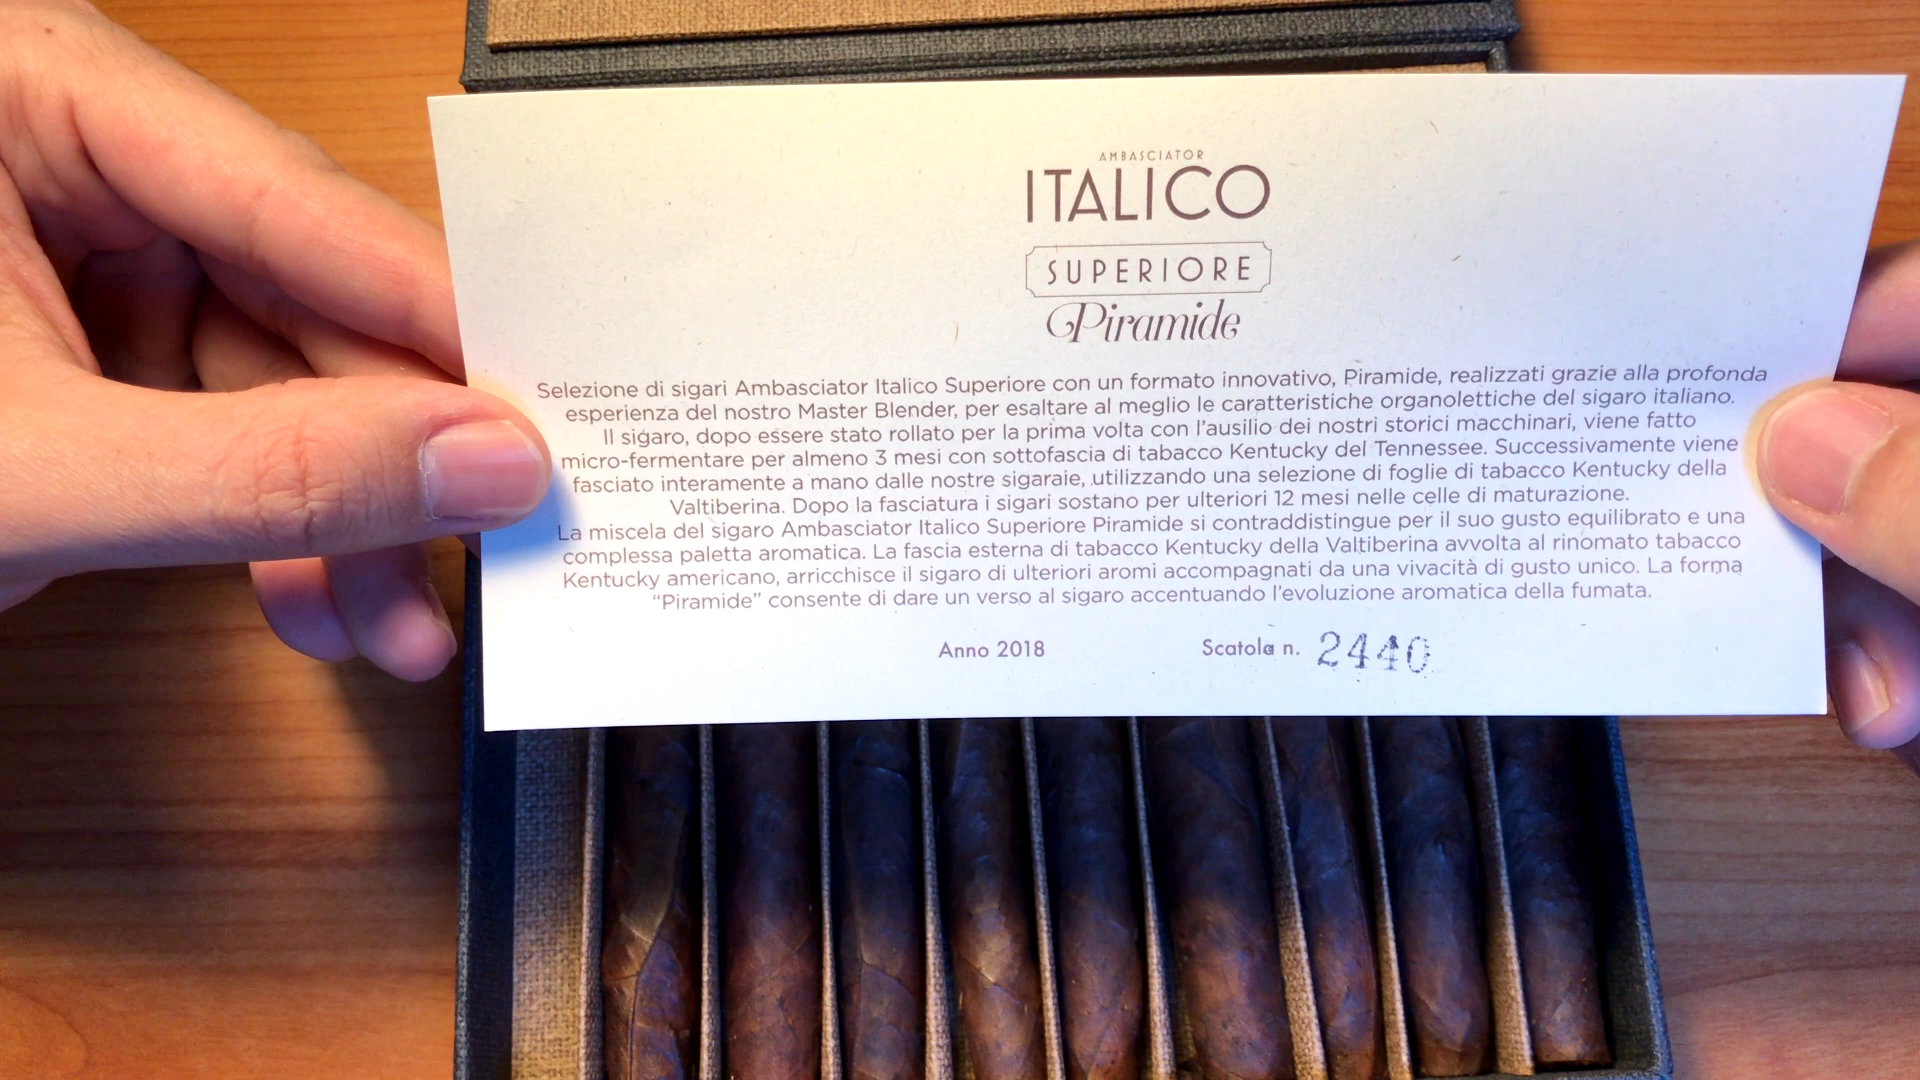 AMBASCIATOR
ITALICO
SUPERIORE
Piramide
Selezione di sigari Ambasciator Italico Superiore con un formato innovativo, Piramide, realizzati grazie alla profonda
esperienza del nostro Master Blender, per esaltare al meglio le caratteristiche organolettiche del sigaro italiano.
Il sigaro, dopo essere stato rollato per la prima volta con l'ausilio dei nostri storici macchinari, viene fatto
micro-fermentare per almeno 3 mesi con sottofascia di tabacco Kentucky del Tennessee. Successivamente viene
fasciato interamente a mano dalle nostre sigaraie, utilizzando una selezione di foglie di tabacco Kentucky della
Valtiberina. Dopo la fasciatura i sigari sostano per ulteriori 12 mesi nelle celle di maturazione.
La miscela del sigaro Ambasciator Italico Superiore Piramide si contraddistingue per il suo gusto equilibrato e una
complessa paletta aromatica. La fascia esterna di tabacco Kentucky della Valtiberina avvolta al rinomato tabacco
Kentucky americano, arricchisce il sigaro di ulteriori aromi accompagnati da una vivacità di gusto unico. La forma
“Piramide” consente di dare un verso al sigaro accentuando l'evoluzione aromatica della fumata.
Anno 2018 Scatola n. 2440